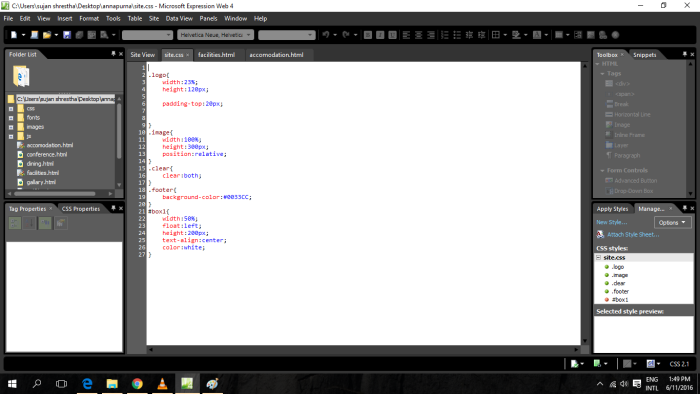 C:\Users\sujan shrestha\Desktop\annapurna\site.css - Microsoft Expression Web 4
File Edit View Insert Format Tools Table Site Data View Panels Window Help
Helvetica Neue, Helvetic
Folder List
C:\Users\sujan shrestha\Desktop\anna
css
fonts
images
js
accomodation.html
conference.html
dining.html
facilities.html
gallary.html
Tag Properties CSS Properties
Site View site.css facilities.html accomodation.html
1
2 .logo{
3 width:23%;
4 height:120px;
5
6 padding-top:20px;
7
8
9 }
10 .image{
11 width:100%;
12 height:300px;
13 position:relative;
14 }
15 .clear{
16 clear:both;
17 }
18 .footer{
19 background-color:#0033CC;
20 }
21 #box1{
22 width:50%;
23 float:left;
24 height:200px;
25 text-align:center;
26 color:white;
27 }
Toolbox Snippets
HTML
Tags
<div>
<span>
Break
Horizontal Line
Image
Inline Frame
Layer
Paragraph
Form Controls
Advanced Button
Drop-Down Box
Apply Styles Manage...
New Style... Options
Attach Style Sheet...
CSS styles:
site.css
.logo
.image
.clear
.footer
#box1
Selected style preview:
CSS 2.1
ENG
INTL
1:49 PM
6/11/2016